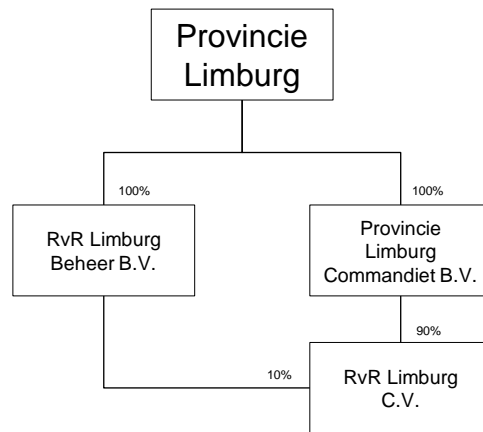 Provincie
Limburg
100%
100%
RvR Limburg
Beheer B.V.
Provincie
Limburg
Commandiet B.V.
90%
10%
RvR Limburg
C.V.